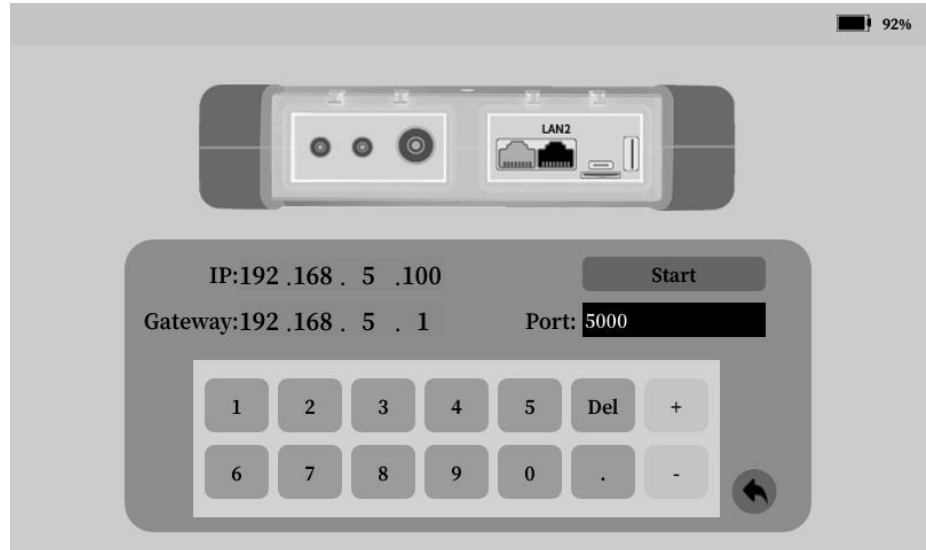 92%
LAN2
IP:192 .168 . 5 .100
Start
Gateway:192 .168 . 5 . 1
Port: 5000
1 2 3 4 5 Del +
6 7 8 9 0 . -